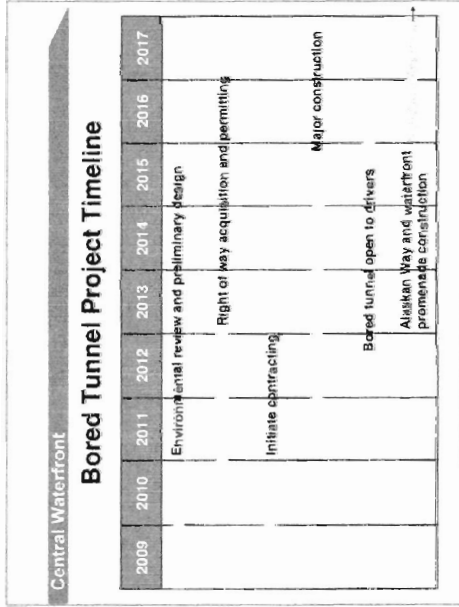 Central Waterfront
Bored Tunnel Project Timeline
2009 2010 2011 2012 2013 2014 2015 2016 2017
Environmental review and preliminary design
Right of way acquisition and permitting
Initiate contracting
Major construction
Bored tunnel open to drivers
Alaskan Way and waterfront
promenade construction